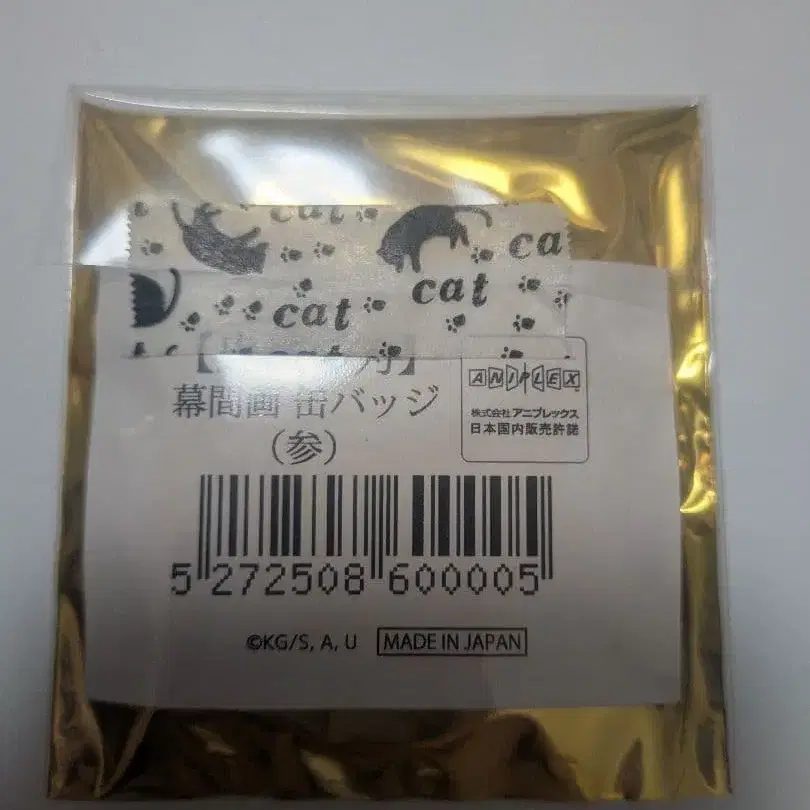 cat
ca
cat
cat
幕間画 缶バッジ
(参)
ANIPLEX
株式会社 アニプレックス
日本国内販売許諾
5 272508 600005
©KG/S, A, U MADE IN JAPAN